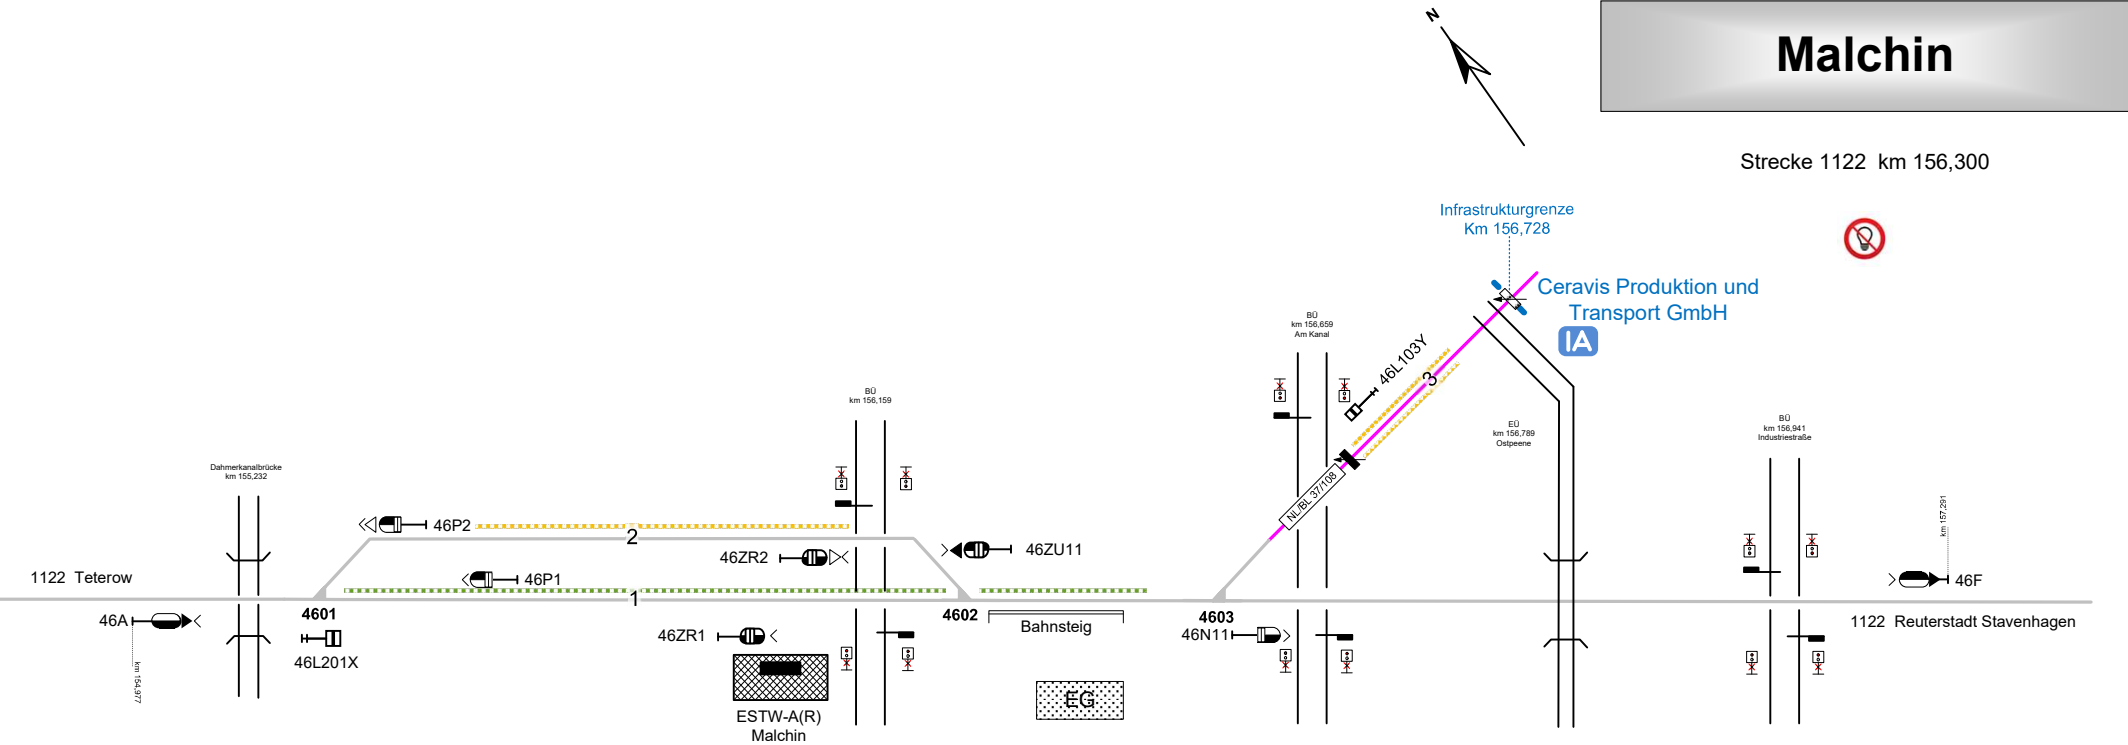 N
Malchin
Strecke 1122  km 156,300
Infrastrukturgrenze
Km 156,728
Ceravis Produktion und
Transport GmbH
IA
BÜ
km 156,659
Am Kanal
46L103Y
3
BÜ
km 156,159
EÜ
km 156,789
Ostpeene
BÜ
km 156,941
Industriestraße
Dahmerkanalbrücke
km 155,232
NL/BL 37/108
km 157,291
46P2
2
46ZR2
46ZU11
1122  Teterow
46P1
46F
1
46A
4601
4602
Bahnsteig
4603
1122  Reuterstadt Stavenhagen
46L201X
46ZR1
46N11
km 154,977
EG
ESTW-A(R)
Malchin